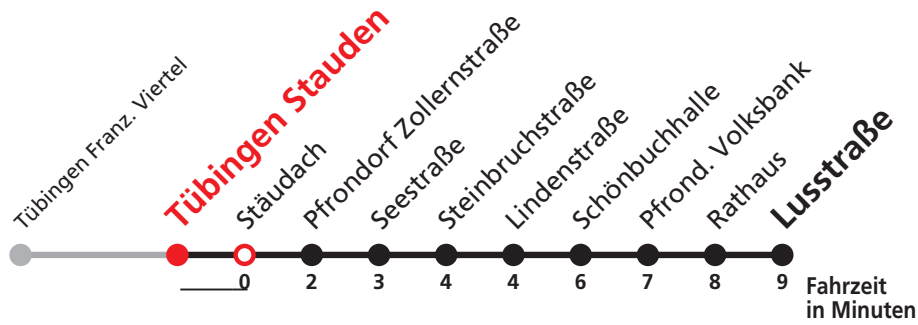 Tübingen Franz. Viertel
Tübingen Stauden
Stäudach
Pfrondorf Zollernstraße
Seestraße
Steinbruchstraße
Lindenstraße
Schönbuchhalle
Pfrond. Volksbank
Rathaus
Lusstraße
0 2 3 4 4 6 7 8 9
Fahrzeit
in Minuten